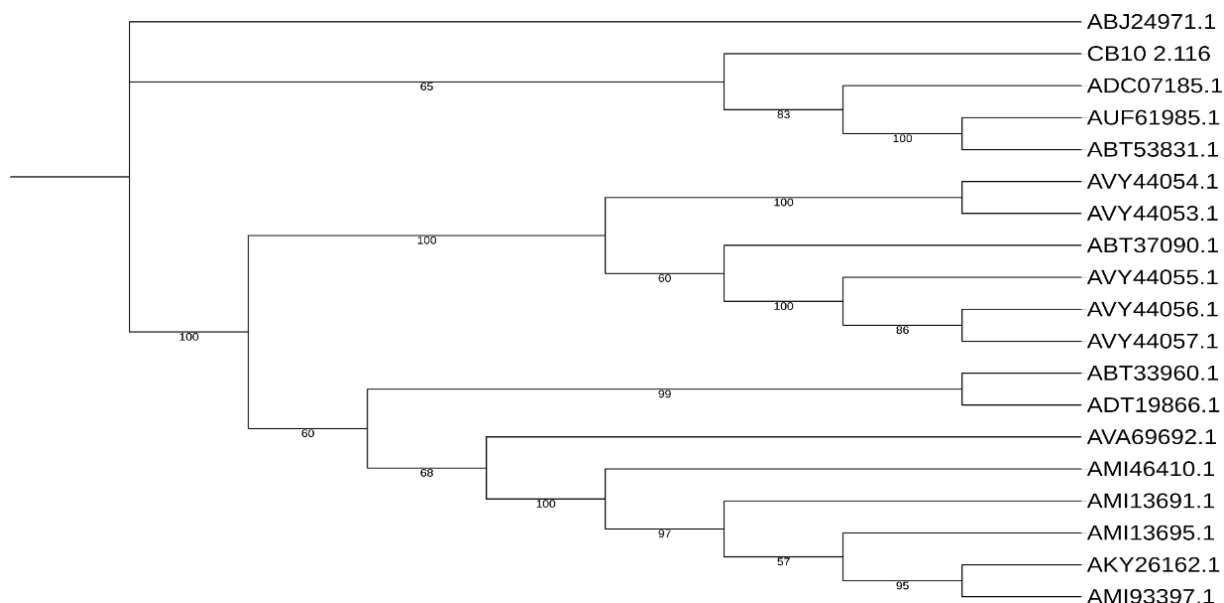 ABJ24971.1
CB10 2.116
65
ADC07185.1
83
AUF61985.1
100
ABT53831.1
AVY44054.1
100
AVY44053.1
100
ABT37090.1
60
AVY44055.1
100
AVY44056.1
86
AVY44057.1
100
ABT33960.1
99
ADT19866.1
60
AVA69692.1
68
AMI46410.1
100
AMI13691.1
97
AMI13695.1
57
AKY26162.1
95
AMI93397.1